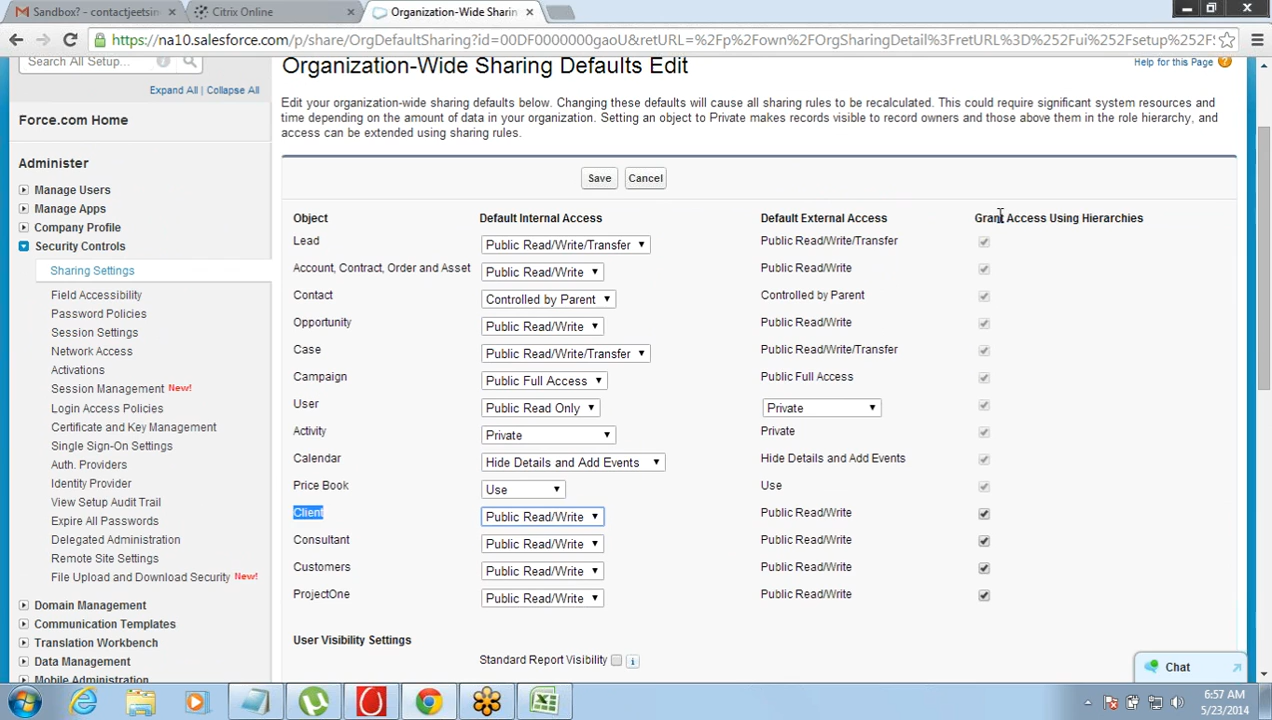 Sandbox? - contactjeetsin
Citrix Online
Organization-Wide Sharin
https://na10.salesforce.com/p/share/OrgDefaultSharing?id=00DF0000000gaoU&retURL=%2Fp%2Fown%2FOrgSharingDetail%3FretURL%3D%252Fui%252Fsetup%252FS
Search All Setup...
Expand All | Collapse All
Force.com Home
Administer
Manage Users
Manage Apps
Company Profile
Security Controls
Sharing Settings
Field Accessibility
Password Policies
Session Settings
Network Access
Activations
Session Management New!
Login Access Policies
Certificate and Key Management
Single Sign-On Settings
Auth. Providers
Identity Provider
View Setup Audit Trail
Expire All Passwords
Delegated Administration
Remote Site Settings
File Upload and Download Security New!
Domain Management
Communication Templates
Translation Workbench
Data Management
Mobile Administration
Organization-Wide Sharing Defaults Edit
Help for this Page
Edit your organization-wide sharing defaults below. Changing these defaults will cause all sharing rules to be recalculated. This could require significant system resources and
time depending on the amount of data in your organization. Setting an object to Private makes records visible to record owners and those above them in the role hierarchy, and
access can be extended using sharing rules.
Save Cancel
Object Default Internal Access Default External Access Grant Access Using Hierarchies
Lead Public Read/Write/Transfer Public Read/Write/Transfer
Account, Contract, Order and Asset Public Read/Write Public Read/Write
Contact Controlled by Parent Controlled by Parent
Opportunity Public Read/Write Public Read/Write
Case Public Read/Write/Transfer Public Read/Write/Transfer
Campaign Public Full Access Public Full Access
User Public Read Only Private
Activity Private Private
Calendar Hide Details and Add Events Hide Details and Add Events
Price Book Use Use
Client Public Read/Write Public Read/Write
Consultant Public Read/Write Public Read/Write
Customers Public Read/Write Public Read/Write
ProjectOne Public Read/Write Public Read/Write
User Visibility Settings
Standard Report Visibility
Chat
6:57 AM
5/23/2014